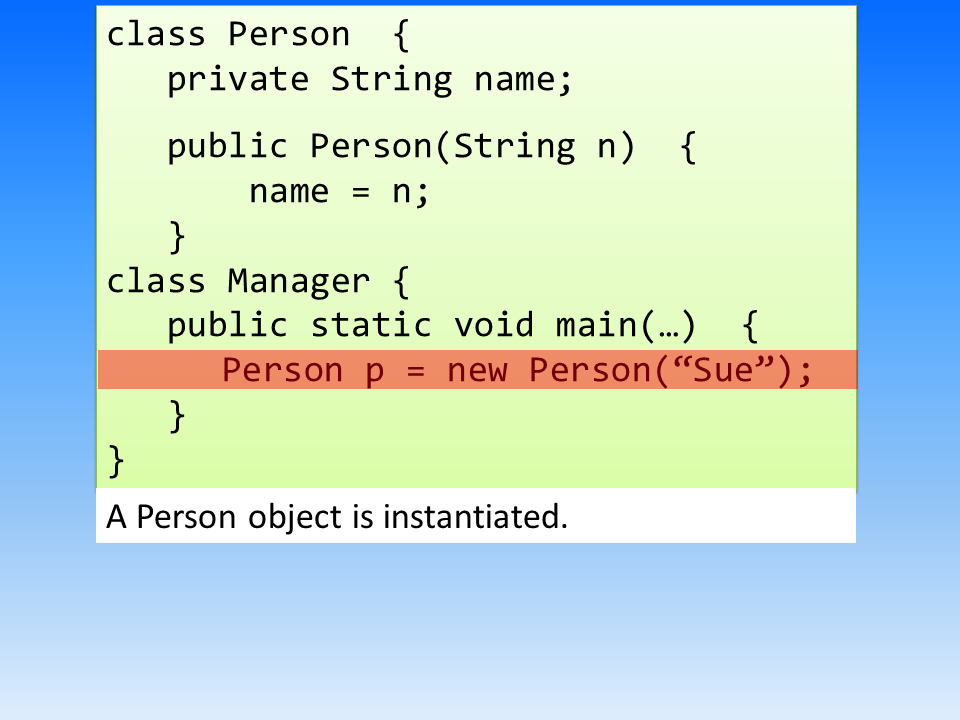 class Person  {
   private String name;
   public Person(String n)  {
       name = n;
   }
class Manager {
   public static void main(…)  {
      Person p = new Person(“Sue”);
   }
}
A Person object is instantiated.